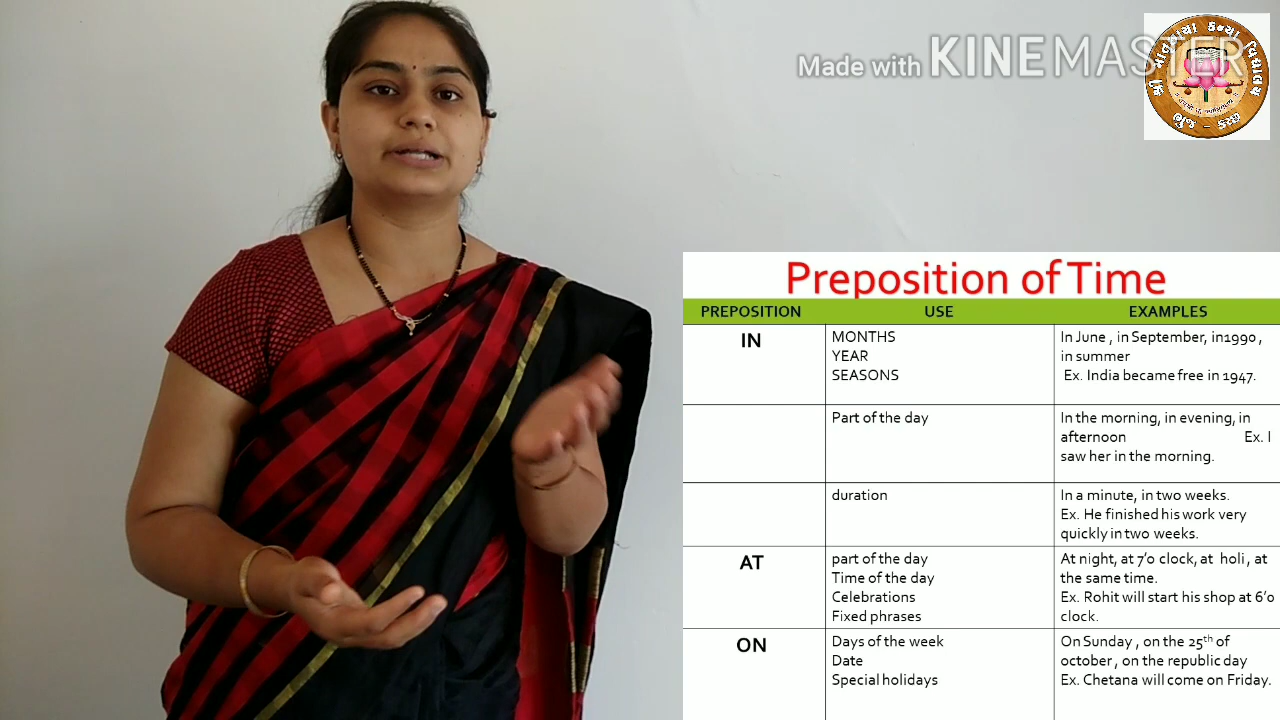 Made with KINEMASTER
શ્રી માતૃછાયા કન્યા વિદ્યાલય
Preposition of Time
PREPOSITION USE EXAMPLES
IN MONTHS In June , in September, in1990 ,
YEAR in summer
SEASONS Ex. India became free in 1947.
Part of the day In the morning, in evening, in
afternoon Ex. I
saw her in the morning.
duration In a minute, in two weeks.
Ex. He finished his work very
quickly in two weeks.
AT part of the day At night, at 7’o clock, at holi , at
Time of the day the same time.
Celebrations Ex. Rohit will start his shop at 6’o
Fixed phrases clock.
ON Days of the week On Sunday , on the 25th of
Date october , on the republic day
Special holidays Ex. Chetana will come on Friday.